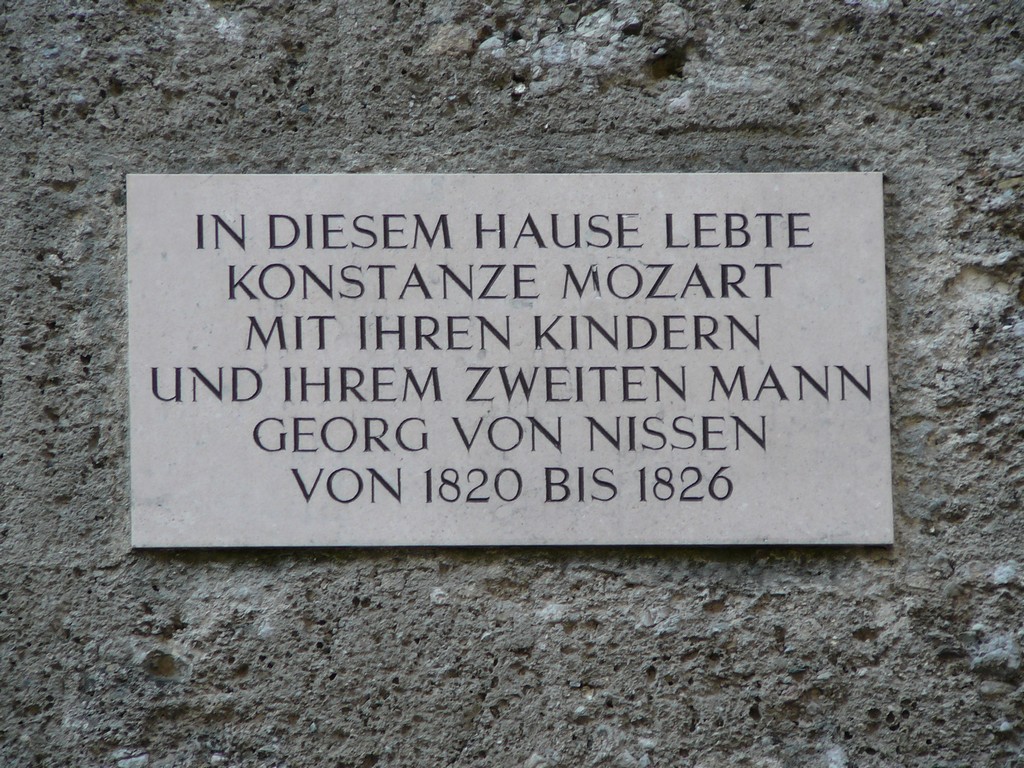 IN DIESEM HAUSE LEBTE
KONSTANZE MOZART
MIT IHREN KINDERN
UND IHREM ZWEITEN MANN
GEORG VON NISSEN
VON 1820 BIS 1826